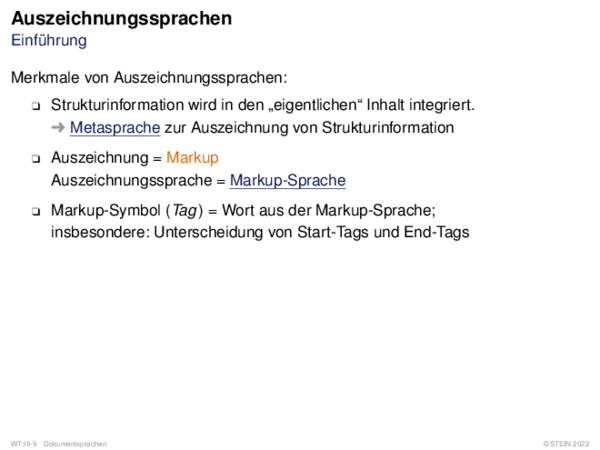 Auszeichnungssprachen
Einführung
Merkmale von Auszeichnungssprachen:
❑ Strukturinformation wird in den „eigentlichen“ Inhalt integriert.
➜ Metasprache zur Auszeichnung von Strukturinformation
❑ Auszeichnung = Markup
Auszeichnungssprache = Markup-Sprache
❑ Markup-Symbol (Tag) = Wort aus der Markup-Sprache;
insbesondere: Unterscheidung von Start-Tags und End-Tags
WT:III-9 Dokumentsprachen ©STEIN 2022